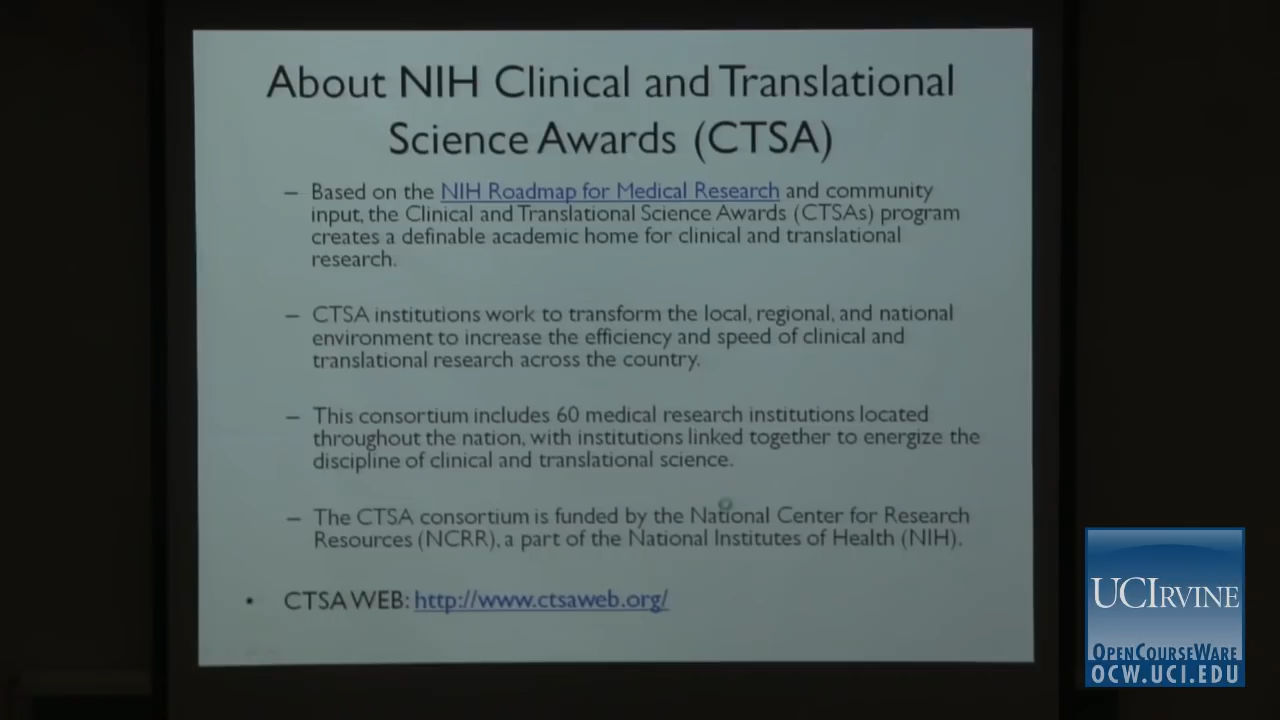 About NIH Clinical and Translational
Science Awards (CTSA)
– Based on the NIH Roadmap for Medical Research and community
input, the Clinical and Translational Science Awards (CTSAs) program
creates a definable academic home for clinical and translational
research.
– CTSA institutions work to transform the local, regional, and national
environment to increase the efficiency and speed of clinical and
translational research across the country.
– This consortium includes 60 medical research institutions located
throughout the nation, with institutions linked together to energize the
discipline of clinical and translational science.
– The CTSA consortium is funded by the National Center for Research
Resources (NCRR), a part of the National Institutes of Health (NIH).
• CTSA WEB: http://www.ctsaweb.org/
UCIRVINE
OPENCOURSEWARE
OCW.UCI.EDU